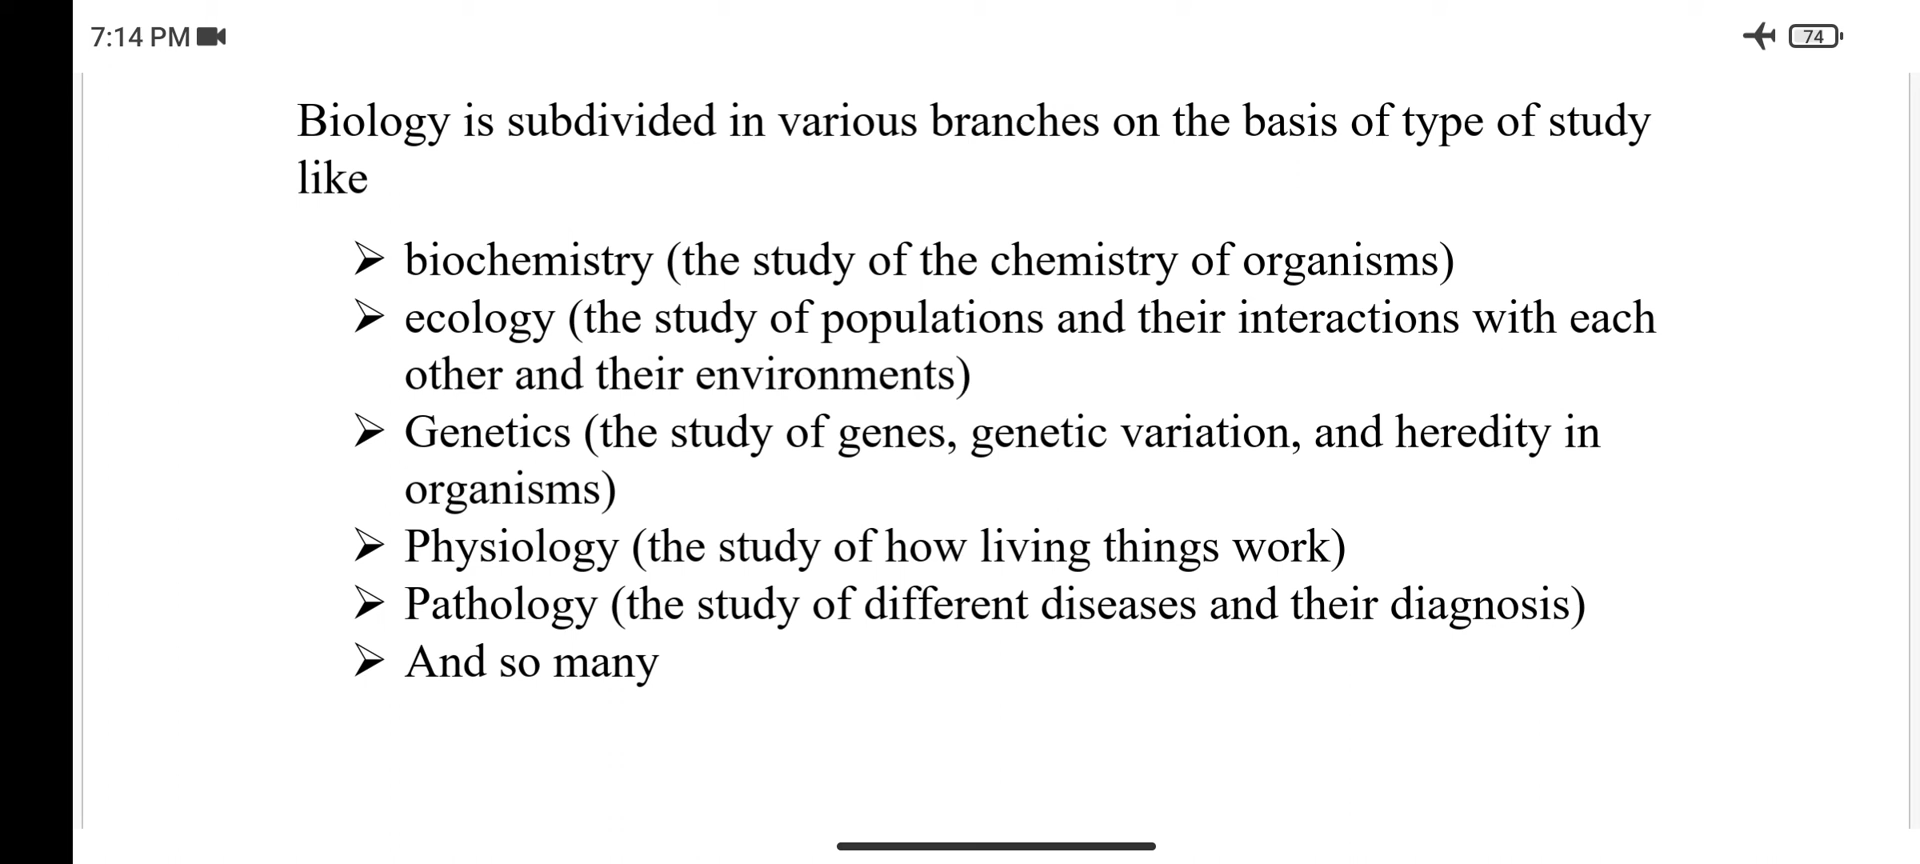 7:14 PM
74
Biology is subdivided in various branches on the basis of type of study
like
➢ biochemistry (the study of the chemistry of organisms)
➢ ecology (the study of populations and their interactions with each
other and their environments)
➢ Genetics (the study of genes, genetic variation, and heredity in
organisms)
➢ Physiology (the study of how living things work)
➢ Pathology (the study of different diseases and their diagnosis)
➢ And so many